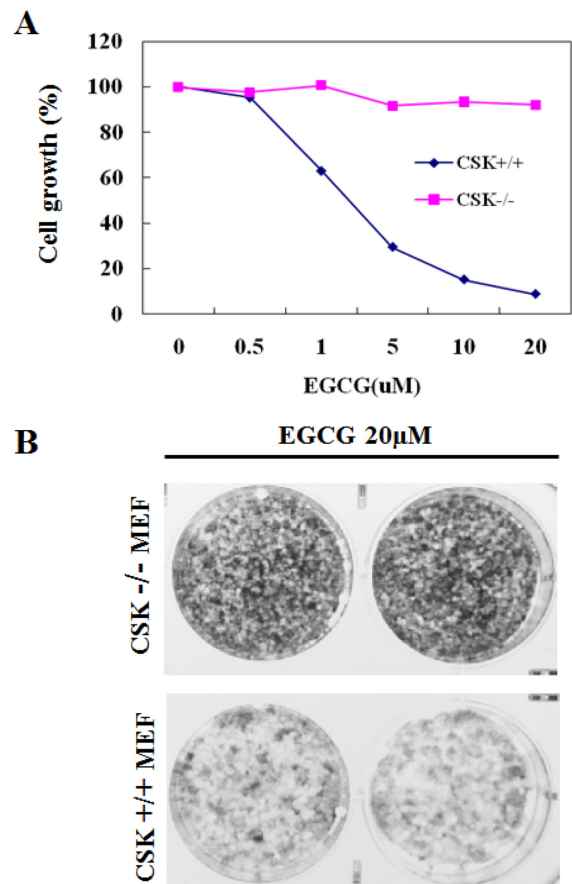 A
120
100
80
60
40
20
0
Cell growth (%)
CSK+/+
CSK-/-
0 0.5 1 5 10 20
EGCG(uM)
B
EGCG 20μM
CSK -/- MEF
CSK +/+ MEF